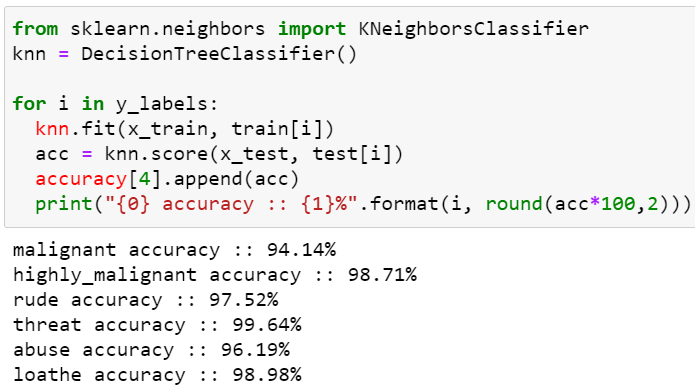 from sklearn.neighbors import KNeighborsClassifier
knn = DecisionTreeClassifier()
for i in y_labels:
  knn.fit(x_train, train[i])
  acc = knn.score(x_test, test[i])
  accuracy[4].append(acc)
  print("{0} accuracy :: {1}%".format(i, round(acc*100,2)))
malignant accuracy :: 94.14%
highly_malignant accuracy :: 98.71%
rude accuracy :: 97.52%
threat accuracy :: 99.64%
abuse accuracy :: 96.19%
loathe accuracy :: 98.98%